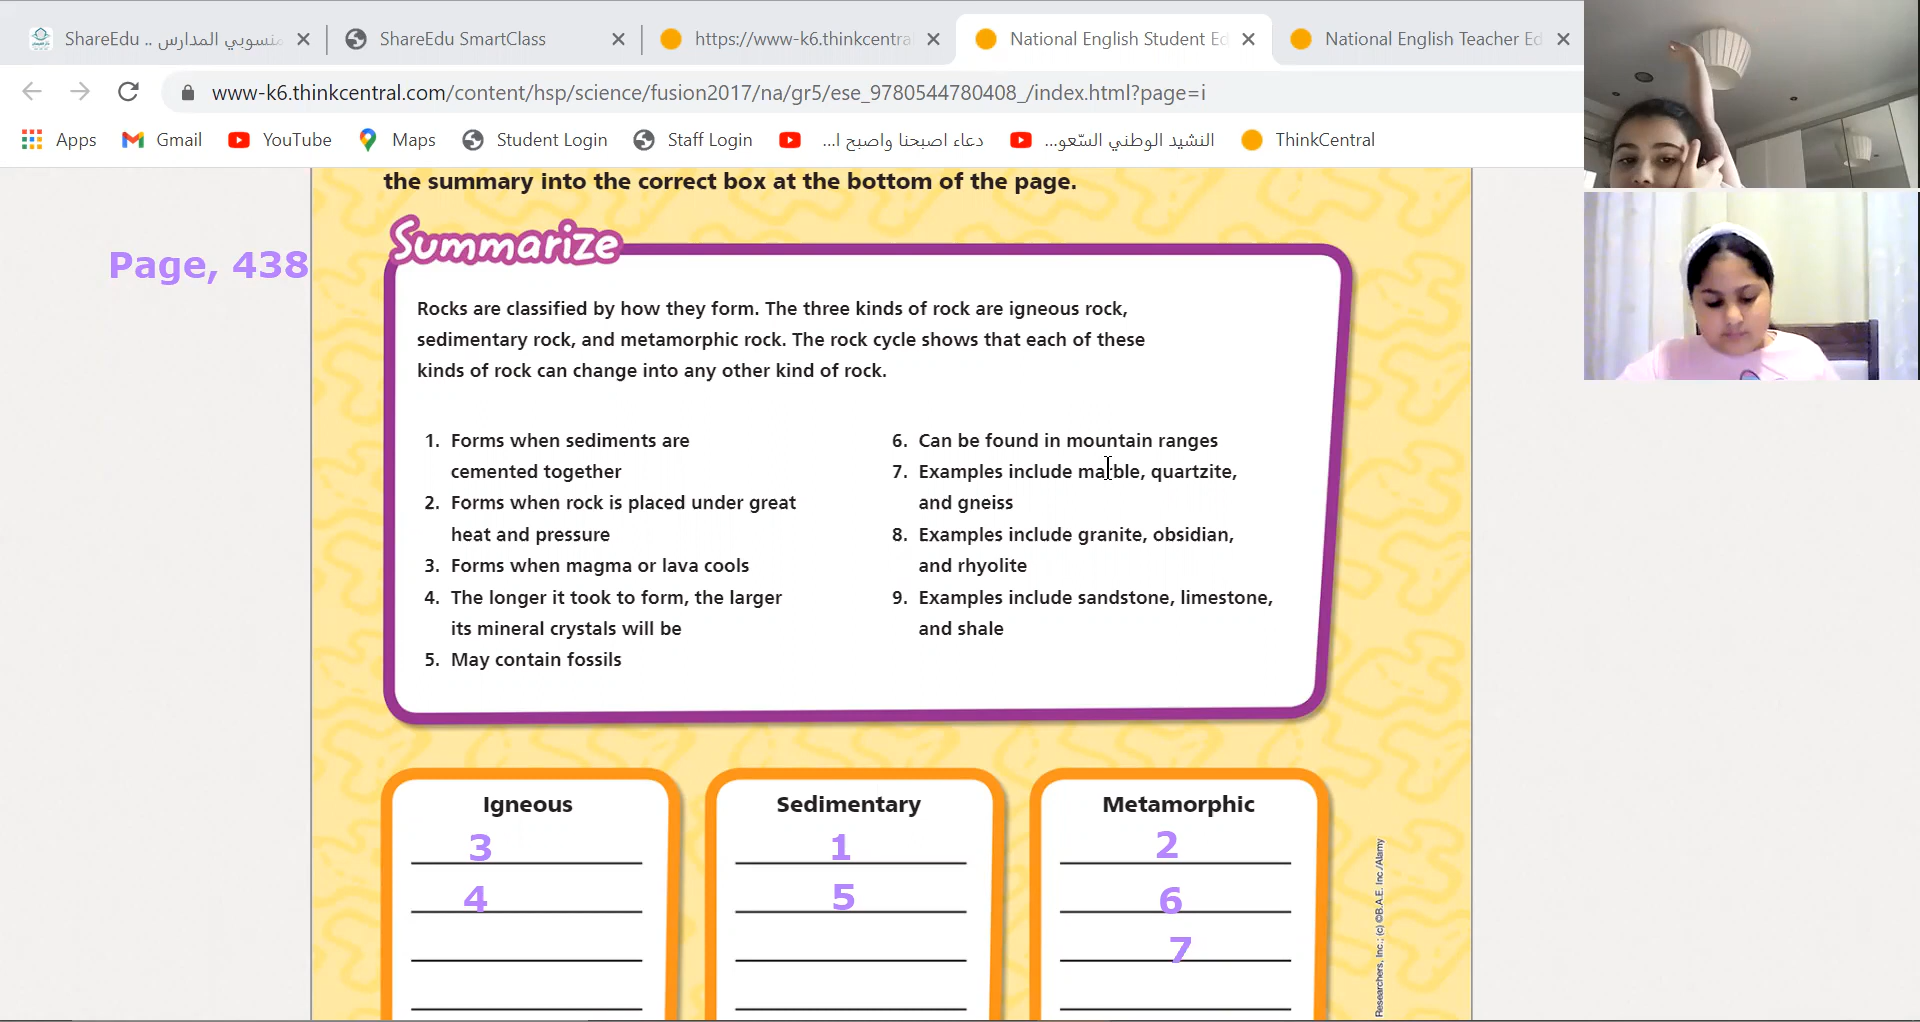 ShareEdu .. منسوبي المدارس
ShareEdu SmartClass
https://www-k6.thinkcentral
National English Student Ed
National English Teacher Ed
www-k6.thinkcentral.com/content/hsp/science/fusion2017/na/gr5/ese_9780544780408_/index.html?page=i
Apps
Gmail
YouTube
Maps
Student Login
Staff Login
دعاء اصبحنا واصبح ا...
النشيد الوطني السّعو...
ThinkCentral
the summary into the correct box at the bottom of the page.
Page, 438
Summarize
Rocks are classified by how they form. The three kinds of rock are igneous rock,
sedimentary rock, and metamorphic rock. The rock cycle shows that each of these
kinds of rock can change into any other kind of rock.
1. Forms when sediments are
cemented together
2. Forms when rock is placed under great
heat and pressure
3. Forms when magma or lava cools
4. The longer it took to form, the larger
its mineral crystals will be
5. May contain fossils
6. Can be found in mountain ranges
7. Examples include marble, quartzite,
and gneiss
8. Examples include granite, obsidian,
and rhyolite
9. Examples include sandstone, limestone,
and shale
Igneous
3
4
Sedimentary
1
5
Metamorphic
2
6
7
Researchers, Inc.; (c) ©B.A.E. Inc./Alamy